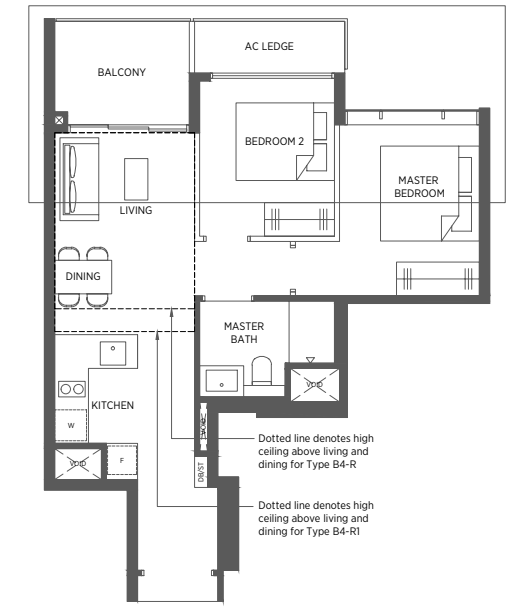 AC LEDGE
BALCONY
BEDROOM 2
MASTER
BEDROOM
LIVING
DINING
MASTER
BATH
VOID
KITCHEN
W
VOID
F
DB/ST
Dotted line denotes high
ceiling above living and
dining for Type B4-R
Dotted line denotes high
ceiling above living and
dining for Type B4-R1